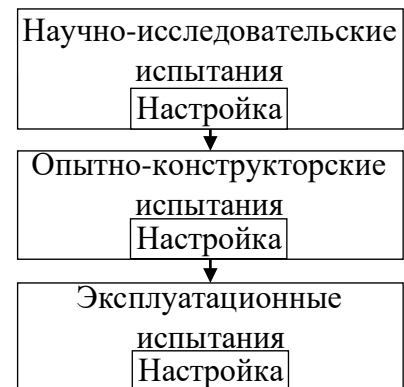 Научно-исследовательские
испытания
Настройка
Опытно-конструкторские
испытания
Настройка
Эксплуатационные
испытания
Настройка